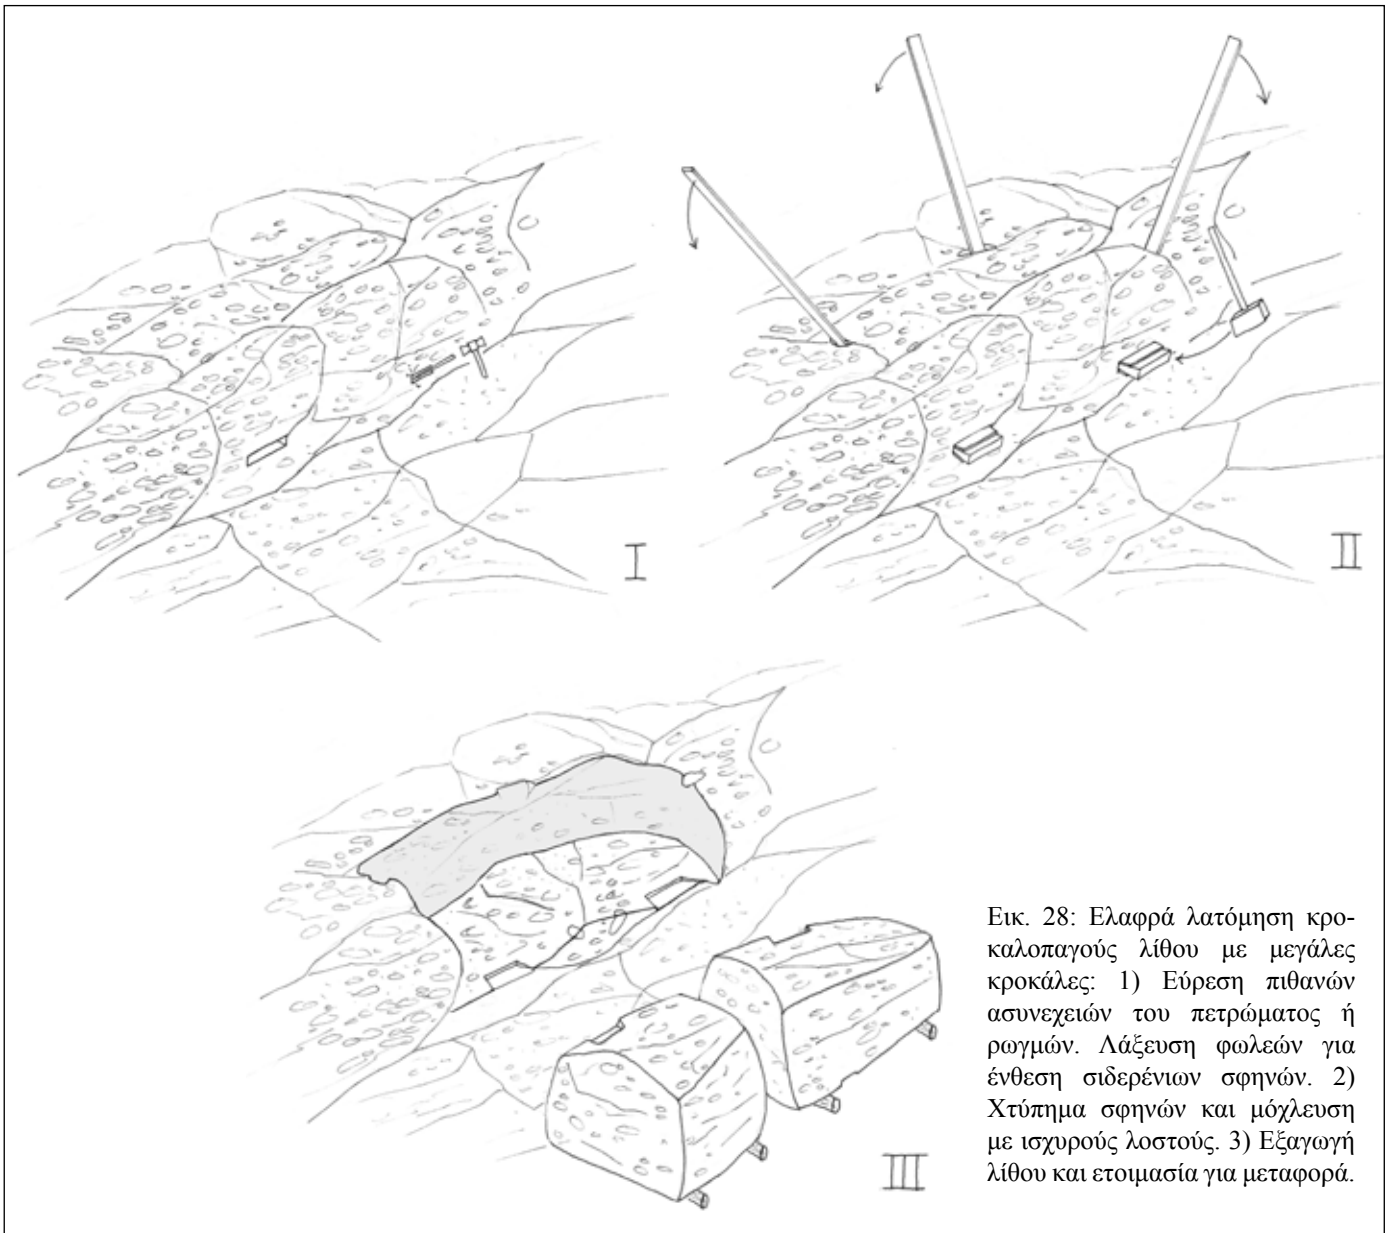 I
II
III
Εικ. 28: Ελαφρά λατόμηση κρο-
καλοπαγούς λίθου με μεγάλες
κροκάλες: 1) Εύρεση πιθανών
ασυνεχειών του πετρώματος ή
ρωγμών. Λάξευση φωλεών για
ένθεση σιδερένιων σφηνών. 2)
Χτύπημα σφηνών και μόχλευση
με ισχυρούς λοστούς. 3) Εξαγωγή
λίθου και ετοιμασία για μεταφορά.